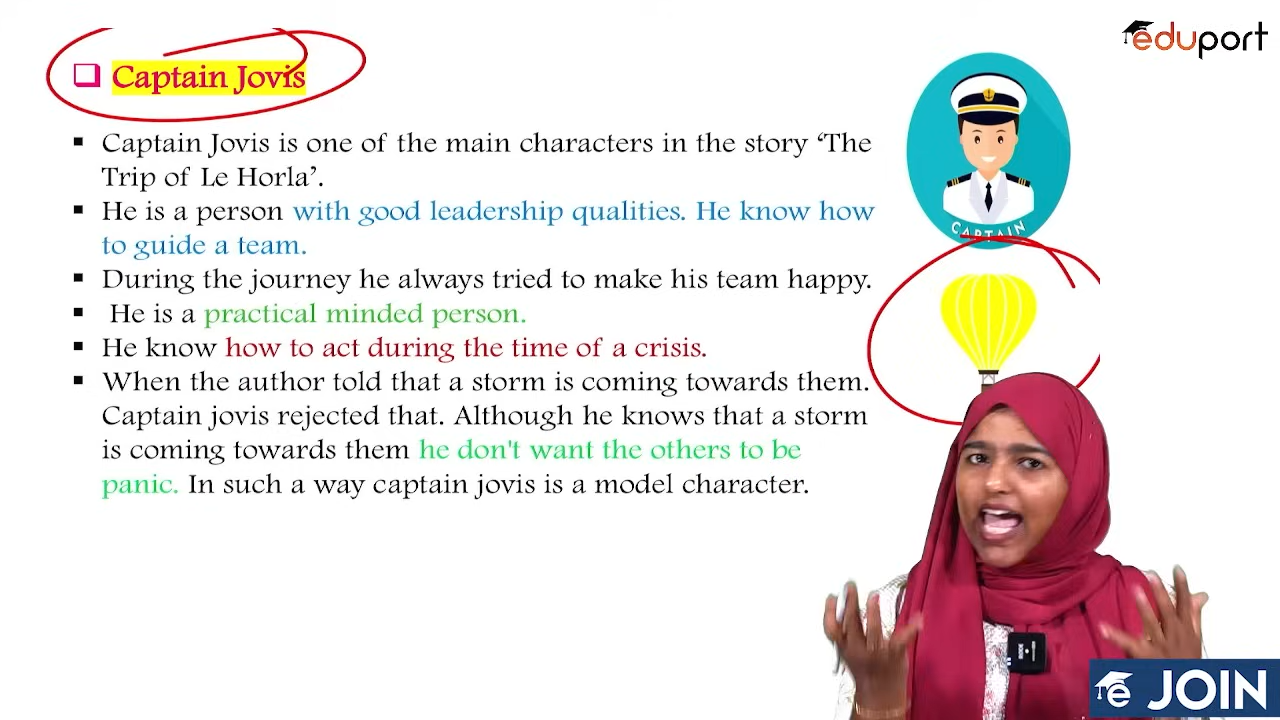 eduport
Captain Jovis
Captain Jovis is one of the main characters in the story ‘The
Trip of Le Horla’.
He is a person with good leadership qualities. He know how
to guide a team.
During the journey he always tried to make his team happy.
He is a practical minded person.
He know how to act during the time of a crisis.
When the author told that a storm is coming towards them.
Captain jovis rejected that. Although he knows that a storm
is coming towards them he don't want the others to be
panic. In such a way captain jovis is a model character.
CAPTAIN
RODE
e JOIN